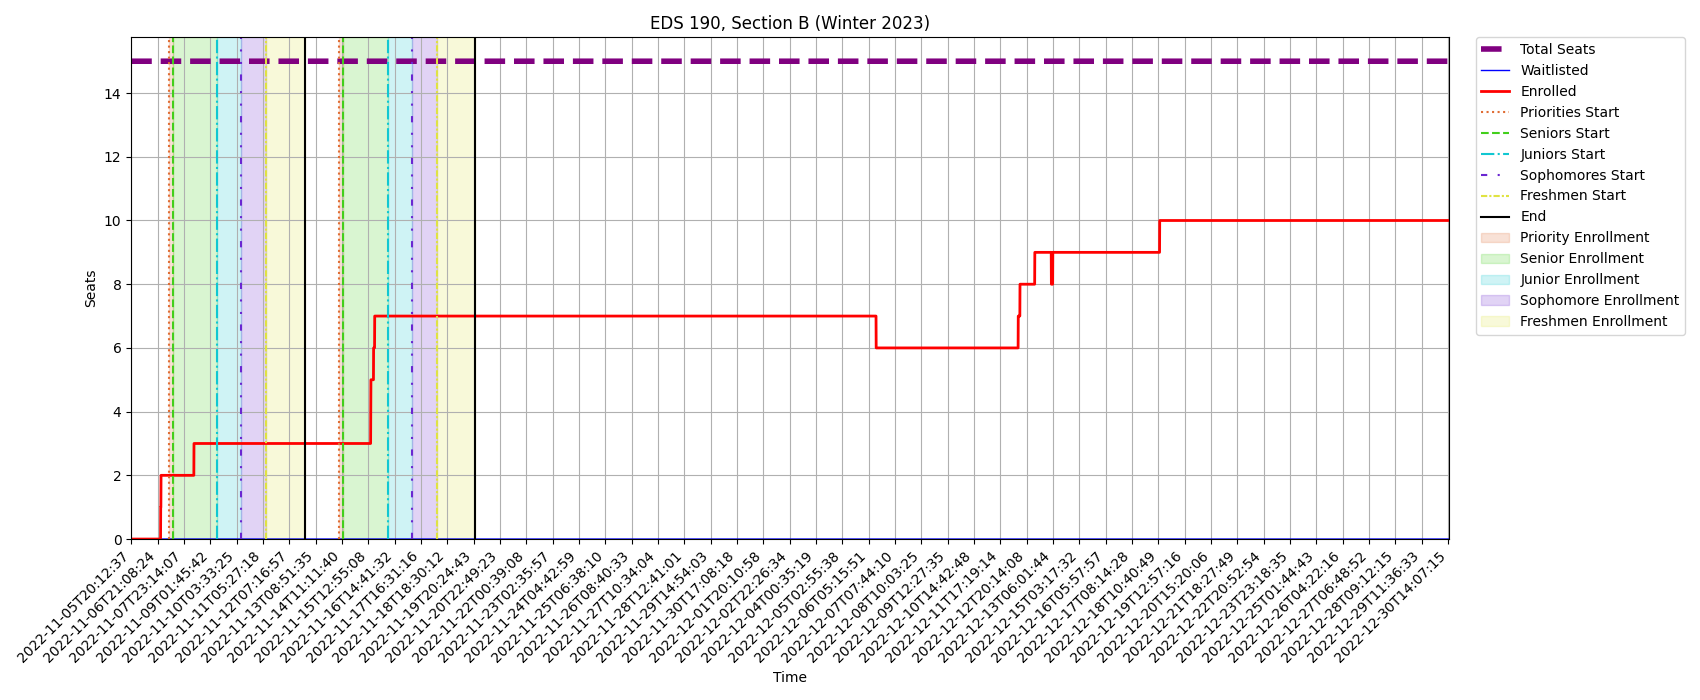 EDS 190, Section B (Winter 2023)
Seats
14
12
10
8
6
4
2
0
2022-11-05T20:12:37
2022-11-06T21:08:24
2022-11-07T23:14:07
2022-11-09T01:45:42
2022-11-10T03:33:25
2022-11-11T05:27:18
2022-11-12T07:16:57
2022-11-13T08:51:35
2022-11-14T11:11:40
2022-11-15T12:55:08
2022-11-16T14:41:32
2022-11-17T16:31:16
2022-11-18T18:30:12
2022-11-19T20:24:43
2022-11-20T22:49:23
2022-11-22T00:39:08
2022-11-23T02:35:57
2022-11-24T04:42:59
2022-11-25T06:38:10
2022-11-26T08:40:33
2022-11-27T10:34:04
2022-11-28T12:41:01
2022-11-29T14:54:03
2022-11-30T17:08:18
2022-12-01T20:10:58
2022-12-02T22:26:34
2022-12-04T00:35:19
2022-12-05T02:55:38
2022-12-06T05:15:51
2022-12-07T07:44:10
2022-12-08T10:03:25
2022-12-09T12:27:35
2022-12-10T14:42:48
2022-12-11T17:19:14
2022-12-12T20:14:08
2022-12-13T06:01:44
2022-12-15T03:17:32
2022-12-16T05:57:57
2022-12-17T08:14:28
2022-12-18T10:40:49
2022-12-19T12:57:16
2022-12-20T15:20:06
2022-12-21T18:27:49
2022-12-22T20:52:54
2022-12-23T23:18:35
2022-12-25T01:44:43
2022-12-26T04:22:16
2022-12-27T06:48:52
2022-12-28T09:12:15
2022-12-29T11:36:33
2022-12-30T14:07:15
Time
Total Seats
Waitlisted
Enrolled
Priorities Start
Seniors Start
Juniors Start
Sophomores Start
Freshmen Start
End
Priority Enrollment
Senior Enrollment
Junior Enrollment
Sophomore Enrollment
Freshmen Enrollment